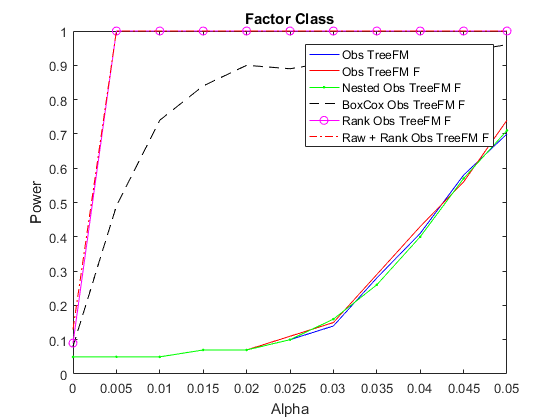 Factor Class
1
0.9
0.8
0.7
0.6
0.5
0.4
0.3
0.2
0.1
0
Power
Obs TreeFM
Obs TreeFM F
Nested Obs TreeFM F
BoxCox Obs TreeFM F
Rank Obs TreeFM F
Raw + Rank Obs TreeFM F
0 0.005 0.01 0.015 0.02 0.025 0.03 0.035 0.04 0.045 0.05
Alpha